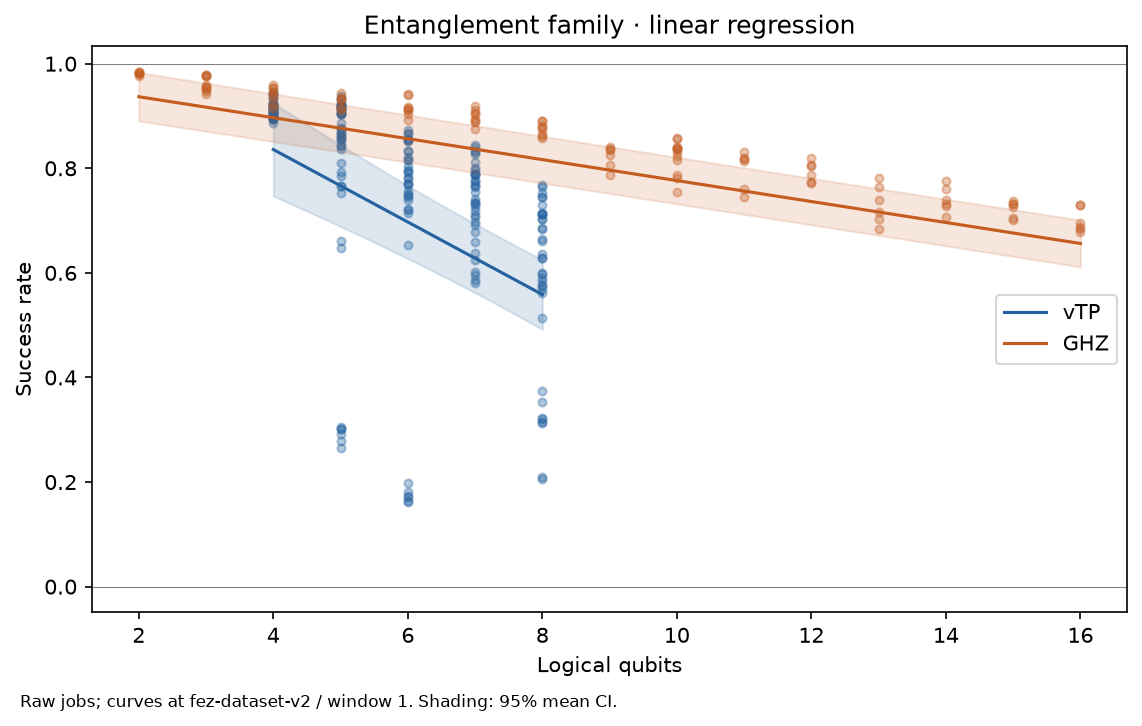 Entanglement family · linear regression
1.0
0.8
0.6
0.4
0.2
0.0
Success rate
vTP
GHZ
2 4 6 8 10 12 14 16
Logical qubits
Raw jobs; curves at fez-dataset-v2 / window 1. Shading: 95% mean CI.